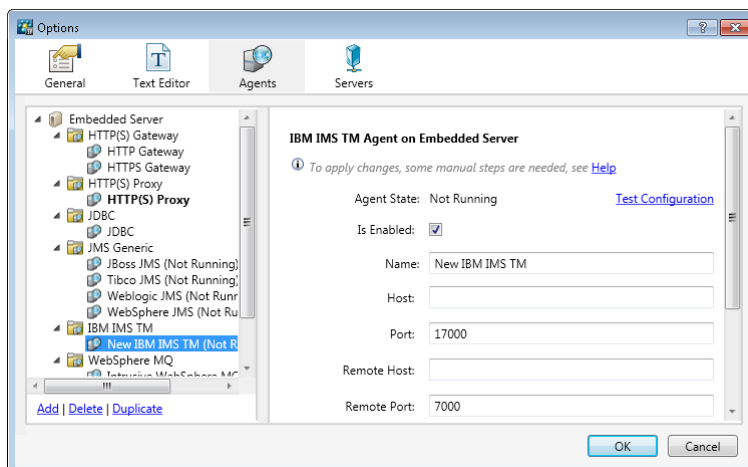 Options
General Text Editor Agents Servers
Embedded Server
HTTP(S) Gateway
HTTP Gateway
HTTPS Gateway
HTTP(S) Proxy
HTTP(S) Proxy
JDBC
JDBC
JMS Generic
JBoss JMS (Not Running)
Tibco JMS (Not Running)
Weblogic JMS (Not Runr
WebSphere JMS (Not Ru
IBM IMS TM
New IBM IMS TM (Not R
WebSphere MQ
Intrusive WebSphere MQ
Add | Delete | Duplicate
IBM IMS TM Agent on Embedded Server
To apply changes, some manual steps are needed, see Help
Agent State: Not Running Test Configuration
Is Enabled:
Name: New IBM IMS TM
Host:
Port: 17000
Remote Host:
Remote Port: 7000
OK Cancel